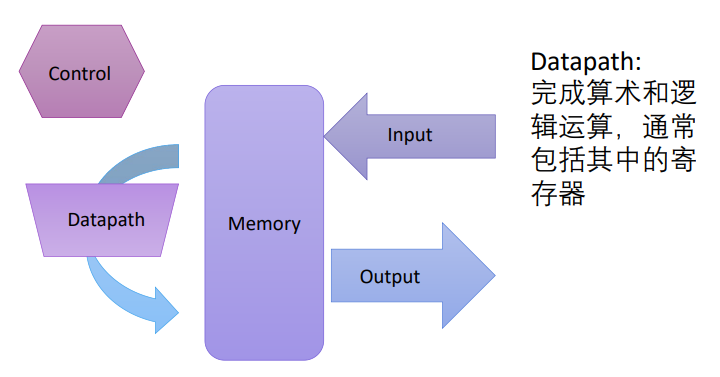 Control
Datapath
Memory
Input
Output
Datapath:
完成算术和逻
辑运算，通常
包括其中的寄
存器